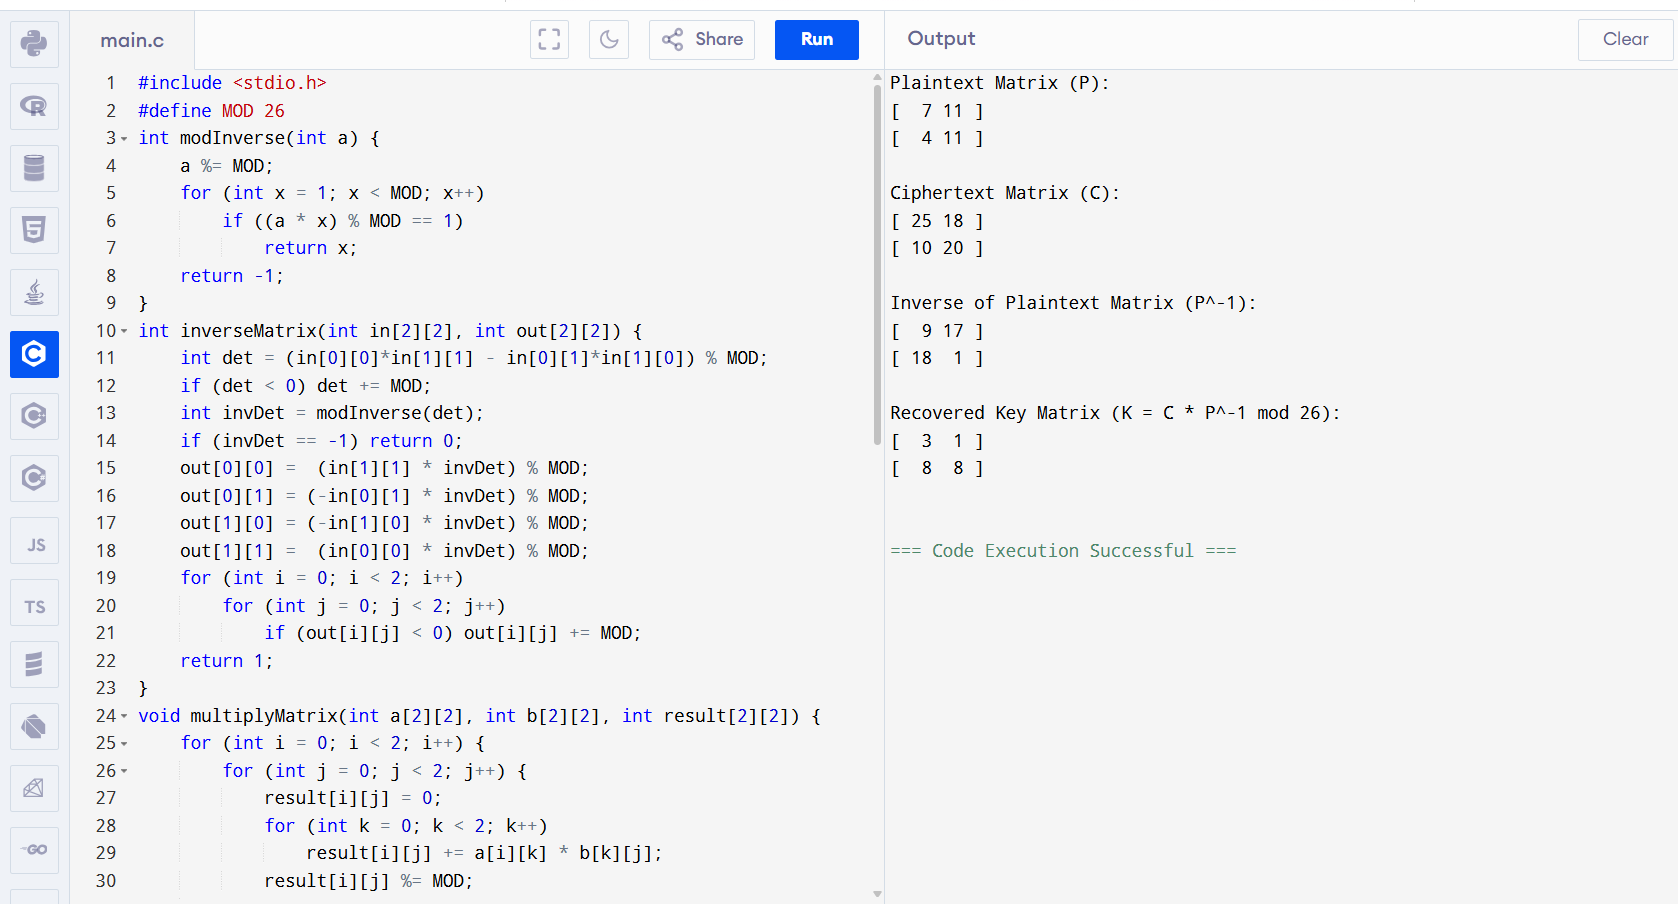 main.c
Share
Run
Output
Clear
R
5
C
C
C
JS
TS
GO
1 #include <stdio.h>
2 #define MOD 26
3 int modInverse(int a) {
4 a %= MOD;
5 for (int x = 1; x < MOD; x++)
6 if ((a * x) % MOD == 1)
7 return x;
8 return -1;
9 }
10 int inverseMatrix(int in[2][2], int out[2][2]) {
11 int det = (in[0][0]*in[1][1] - in[0][1]*in[1][0]) % MOD;
12 if (det < 0) det += MOD;
13 int invDet = modInverse(det);
14 if (invDet == -1) return 0;
15 out[0][0] =  (in[1][1] * invDet) % MOD;
16 out[0][1] = (-in[0][1] * invDet) % MOD;
17 out[1][0] = (-in[1][0] * invDet) % MOD;
18 out[1][1] =  (in[0][0] * invDet) % MOD;
19 for (int i = 0; i < 2; i++)
20 for (int j = 0; j < 2; j++)
21 if (out[i][j] < 0) out[i][j] += MOD;
22 return 1;
23 }
24 void multiplyMatrix(int a[2][2], int b[2][2], int result[2][2]) {
25 for (int i = 0; i < 2; i++) {
26 for (int j = 0; j < 2; j++) {
27 result[i][j] = 0;
28 for (int k = 0; k < 2; k++)
29 result[i][j] += a[i][k] * b[k][j];
30 result[i][j] %= MOD;
Plaintext Matrix (P):
[  7 11 ]
[  4 11 ]
Ciphertext Matrix (C):
[ 25 18 ]
[ 10 20 ]
Inverse of Plaintext Matrix (P^-1):
[  9 17 ]
[ 18  1 ]
Recovered Key Matrix (K = C * P^-1 mod 26):
[  3  1 ]
[  8  8 ]
=== Code Execution Successful ===